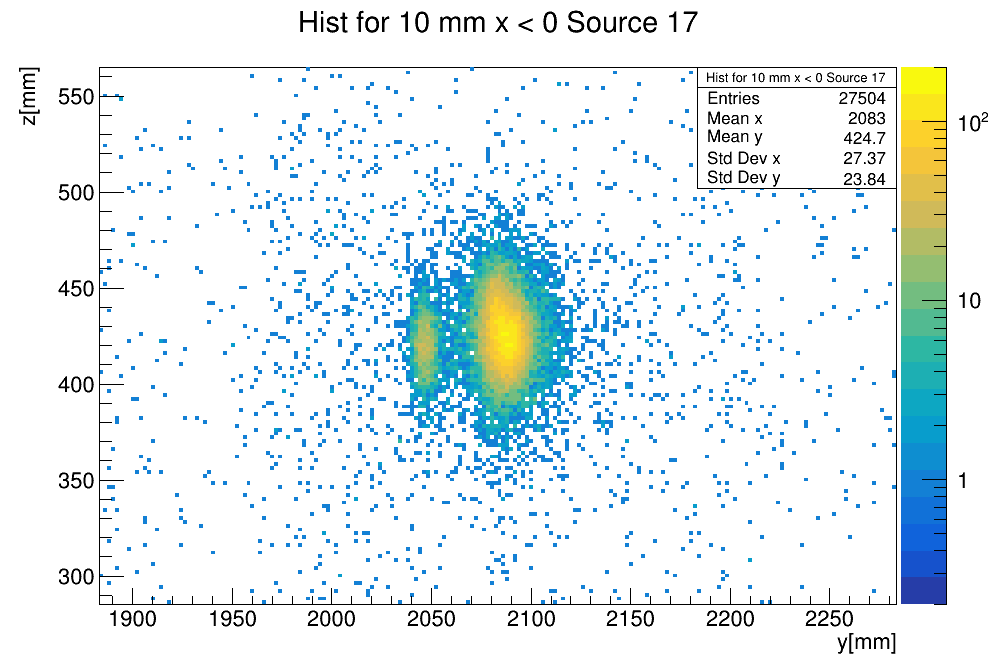 Hist for 10 mm x < 0 Source 17
z[mm]
Hist for 10 mm x < 0 Source 17
Entries 27504
Mean x 2083
Mean y 424.7
Std Dev x 27.37
Std Dev y 23.84
550
500
450
400
350
300
10²
10
1
1900 1950 2000 2050 2100 2150 2200 2250
y[mm]